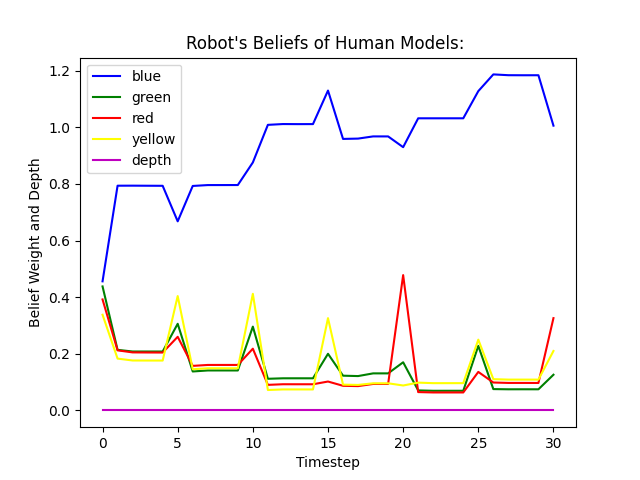 Robot's Beliefs of Human Models:
blue
green
red
yellow
depth
Belief Weight and Depth
1.2
1.0
0.8
0.6
0.4
0.2
0.0
0 5 10 15 20 25 30
Timestep